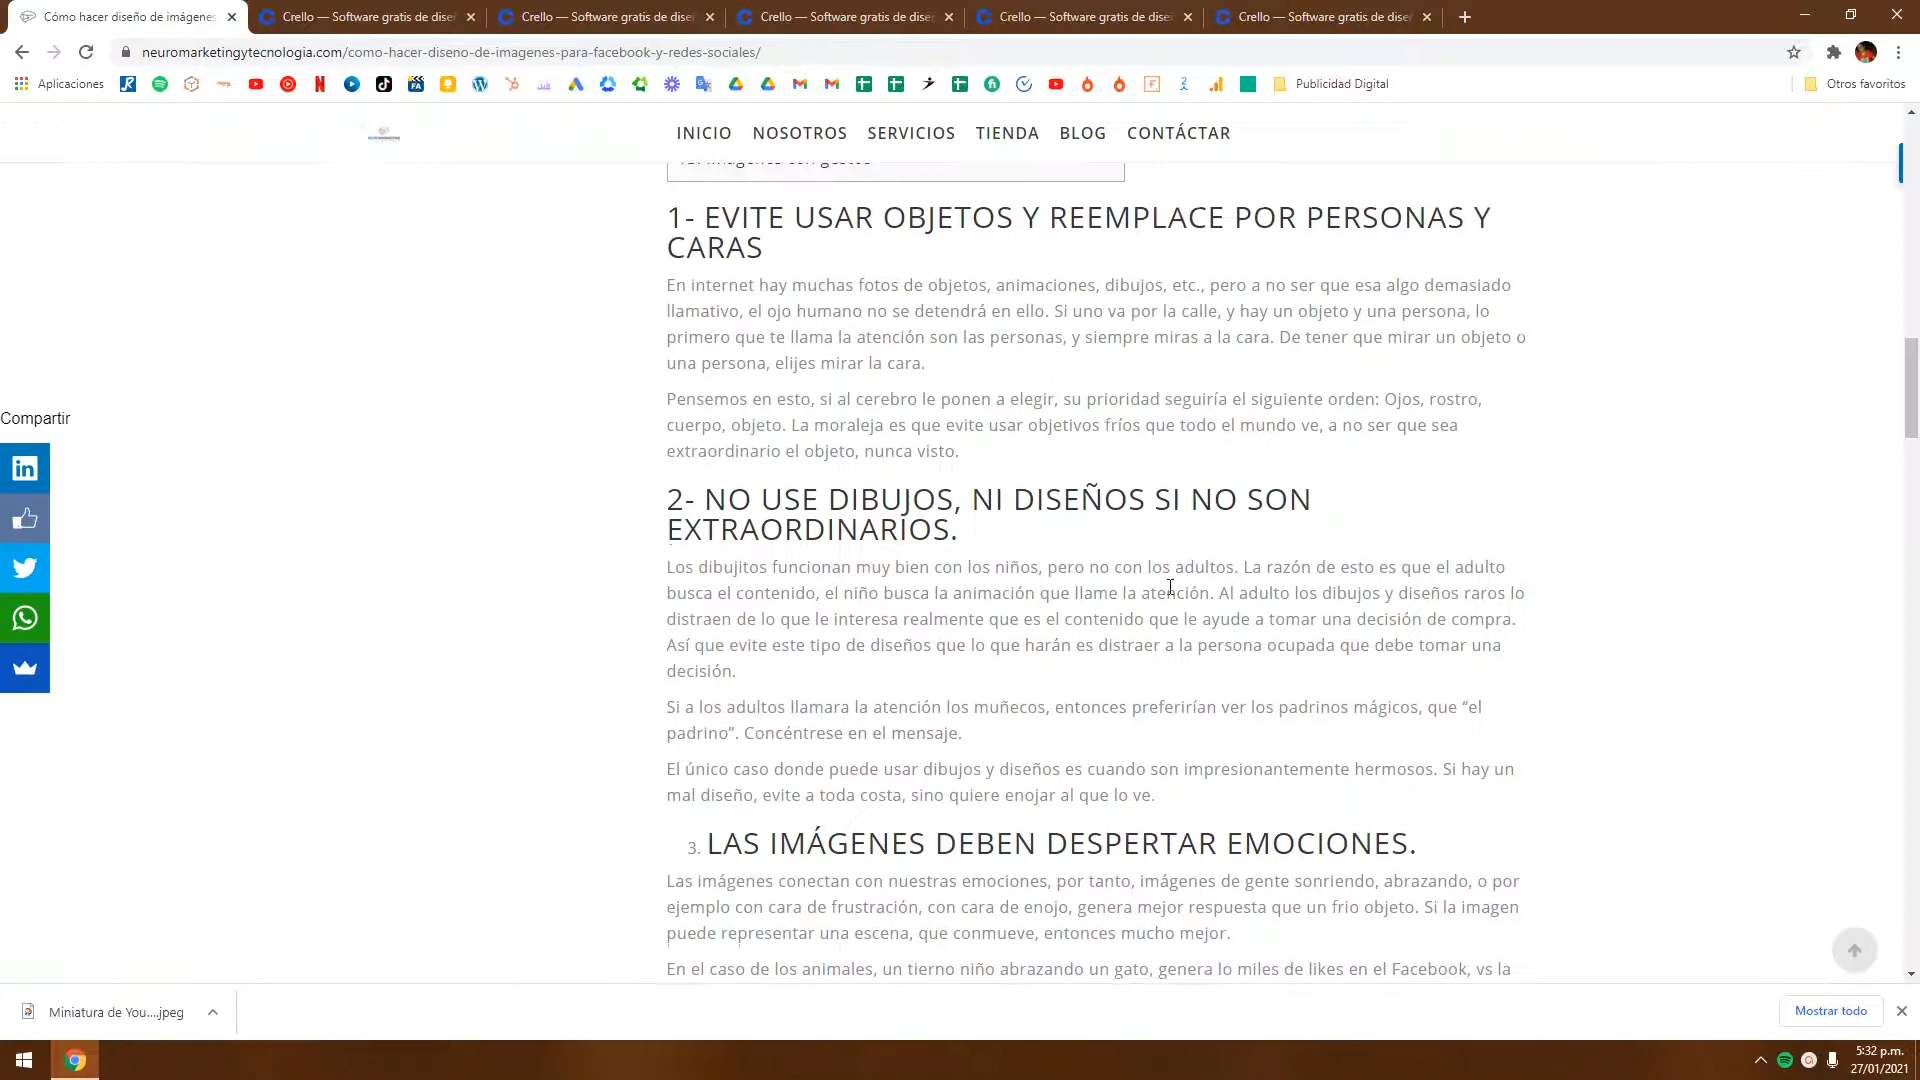 Cómo hacer diseño de imágenes
Crello — Software gratis de dise
Crello — Software gratis de dise
Crello — Software gratis de dise
Crello — Software gratis de dise
Crello — Software gratis de dise
neuromarketingytecnologia.com/como-hacer-diseno-de-imagenes-para-facebook-y-redes-sociales/
Aplicaciones
Publicidad Digital
Otros favoritos
INICIO NOSOTROS SERVICIOS TIENDA BLOG CONTÁCTAR
1- EVITE USAR OBJETOS Y REEMPLACE POR PERSONAS Y
CARAS
En internet hay muchas fotos de objetos, animaciones, dibujos, etc., pero a no ser que esa algo demasiado
llamativo, el ojo humano no se detendrá en ello. Si uno va por la calle, y hay un objeto y una persona, lo
primero que te llama la atención son las personas, y siempre miras a la cara. De tener que mirar un objeto o
una persona, elijes mirar la cara.
Pensemos en esto, si al cerebro le ponen a elegir, su prioridad seguiría el siguiente orden: Ojos, rostro,
cuerpo, objeto. La moraleja es que evite usar objetivos fríos que todo el mundo ve, a no ser que sea
extraordinario el objeto, nunca visto.
Compartir
2- NO USE DIBUJOS, NI DISEÑOS SI NO SON
EXTRAORDINARIOS.
Los dibujitos funcionan muy bien con los niños, pero no con los adultos. La razón de esto es que el adulto
busca el contenido, el niño busca la animación que llame la atención. Al adulto los dibujos y diseños raros lo
distraen de lo que le interesa realmente que es el contenido que le ayude a tomar una decisión de compra.
Así que evite este tipo de diseños que lo que harán es distraer a la persona ocupada que debe tomar una
decisión.
Si a los adultos llamara la atención los muñecos, entonces preferirían ver los padrinos mágicos, que “el
padrino”. Concéntrese en el mensaje.
El único caso donde puede usar dibujos y diseños es cuando son impresionantemente hermosos. Si hay un
mal diseño, evite a toda costa, sino quiere enojar al que lo ve.
3. LAS IMÁGENES DEBEN DESPERTAR EMOCIONES.
Las imágenes conectan con nuestras emociones, por tanto, imágenes de gente sonriendo, abrazando, o por
ejemplo con cara de frustración, con cara de enojo, genera mejor respuesta que un frio objeto. Si la imagen
puede representar una escena, que conmueve, entonces mucho mejor.
En el caso de los animales, un tierno niño abrazando un gato, genera lo miles de likes en el Facebook, vs la
Miniatura de You....jpeg
Mostrar todo
5:32 p.m.
27/01/2021